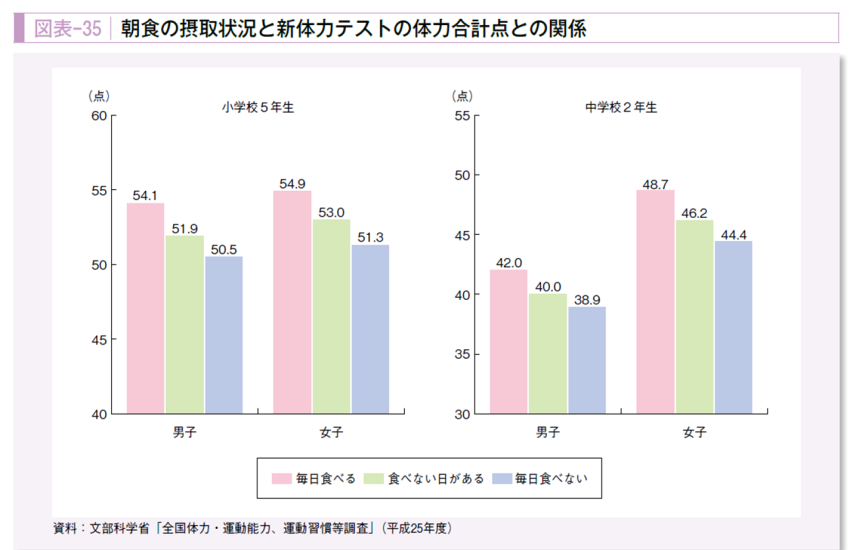 図表-35 朝食の摂取状況と新体力テストの体力合計点との関係
(点)
小学校5年生
60
55
50
45
40
54.1
51.9
50.5
54.9
53.0
51.3
男子
女子
(点)
中学校2年生
55
50
45
40
35
30
42.0
40.0
38.9
48.7
46.2
44.4
男子
女子
毎日食べる 食べない日がある 毎日食べない
資料:文部科学省「全国体力・運動能力、運動習慣等調査」(平成25年度)